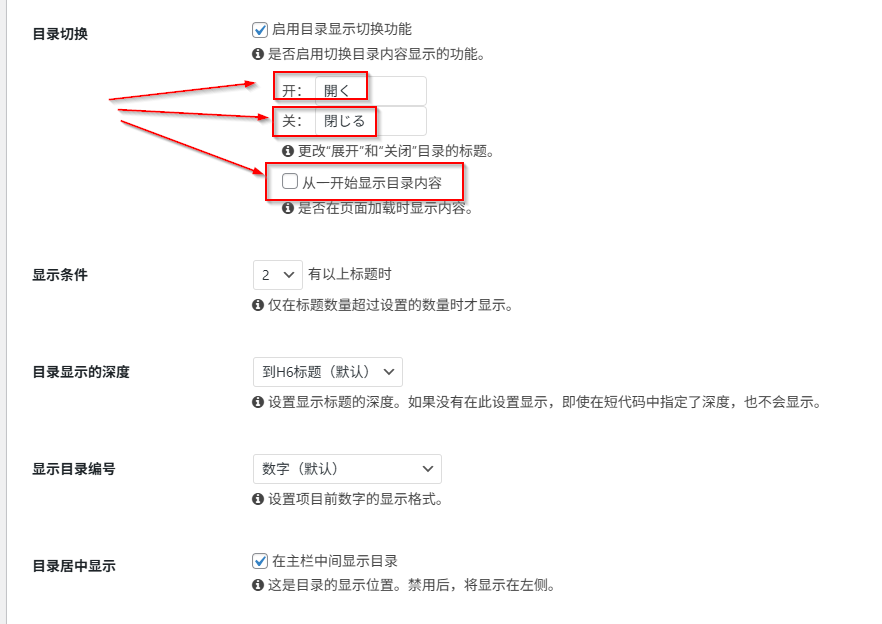 目录切换
启用目录显示切换功能
是否启用切换目录内容显示的功能。
开： 開く
关： 閉じる
更改“展开”和“关闭”目录的标题。
从一开始显示目录内容
是否在页面加载时显示内容。
显示条件
2 有以上标题时
仅在标题数量超过设置的数量时才显示。
目录显示的深度
到H6标题（默认）
设置显示标题的深度。如果没有在此设置显示，即使在短代码中指定了深度，也不会显示。
显示目录编号
数字（默认）
设置项目前数字的显示格式。
目录居中显示
在主栏中间显示目录
这是目录的显示位置。禁用后，将显示在左侧。